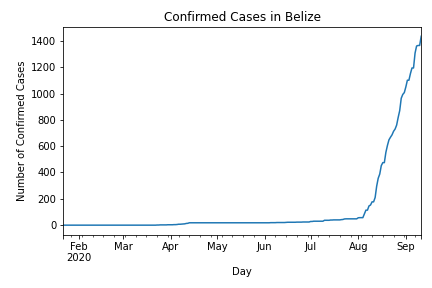 Confirmed Cases in Belize
Number of Confirmed Cases
1400
1200
1000
800
600
400
200
0
Feb Mar Apr May Jun Jul Aug Sep
2020
Day